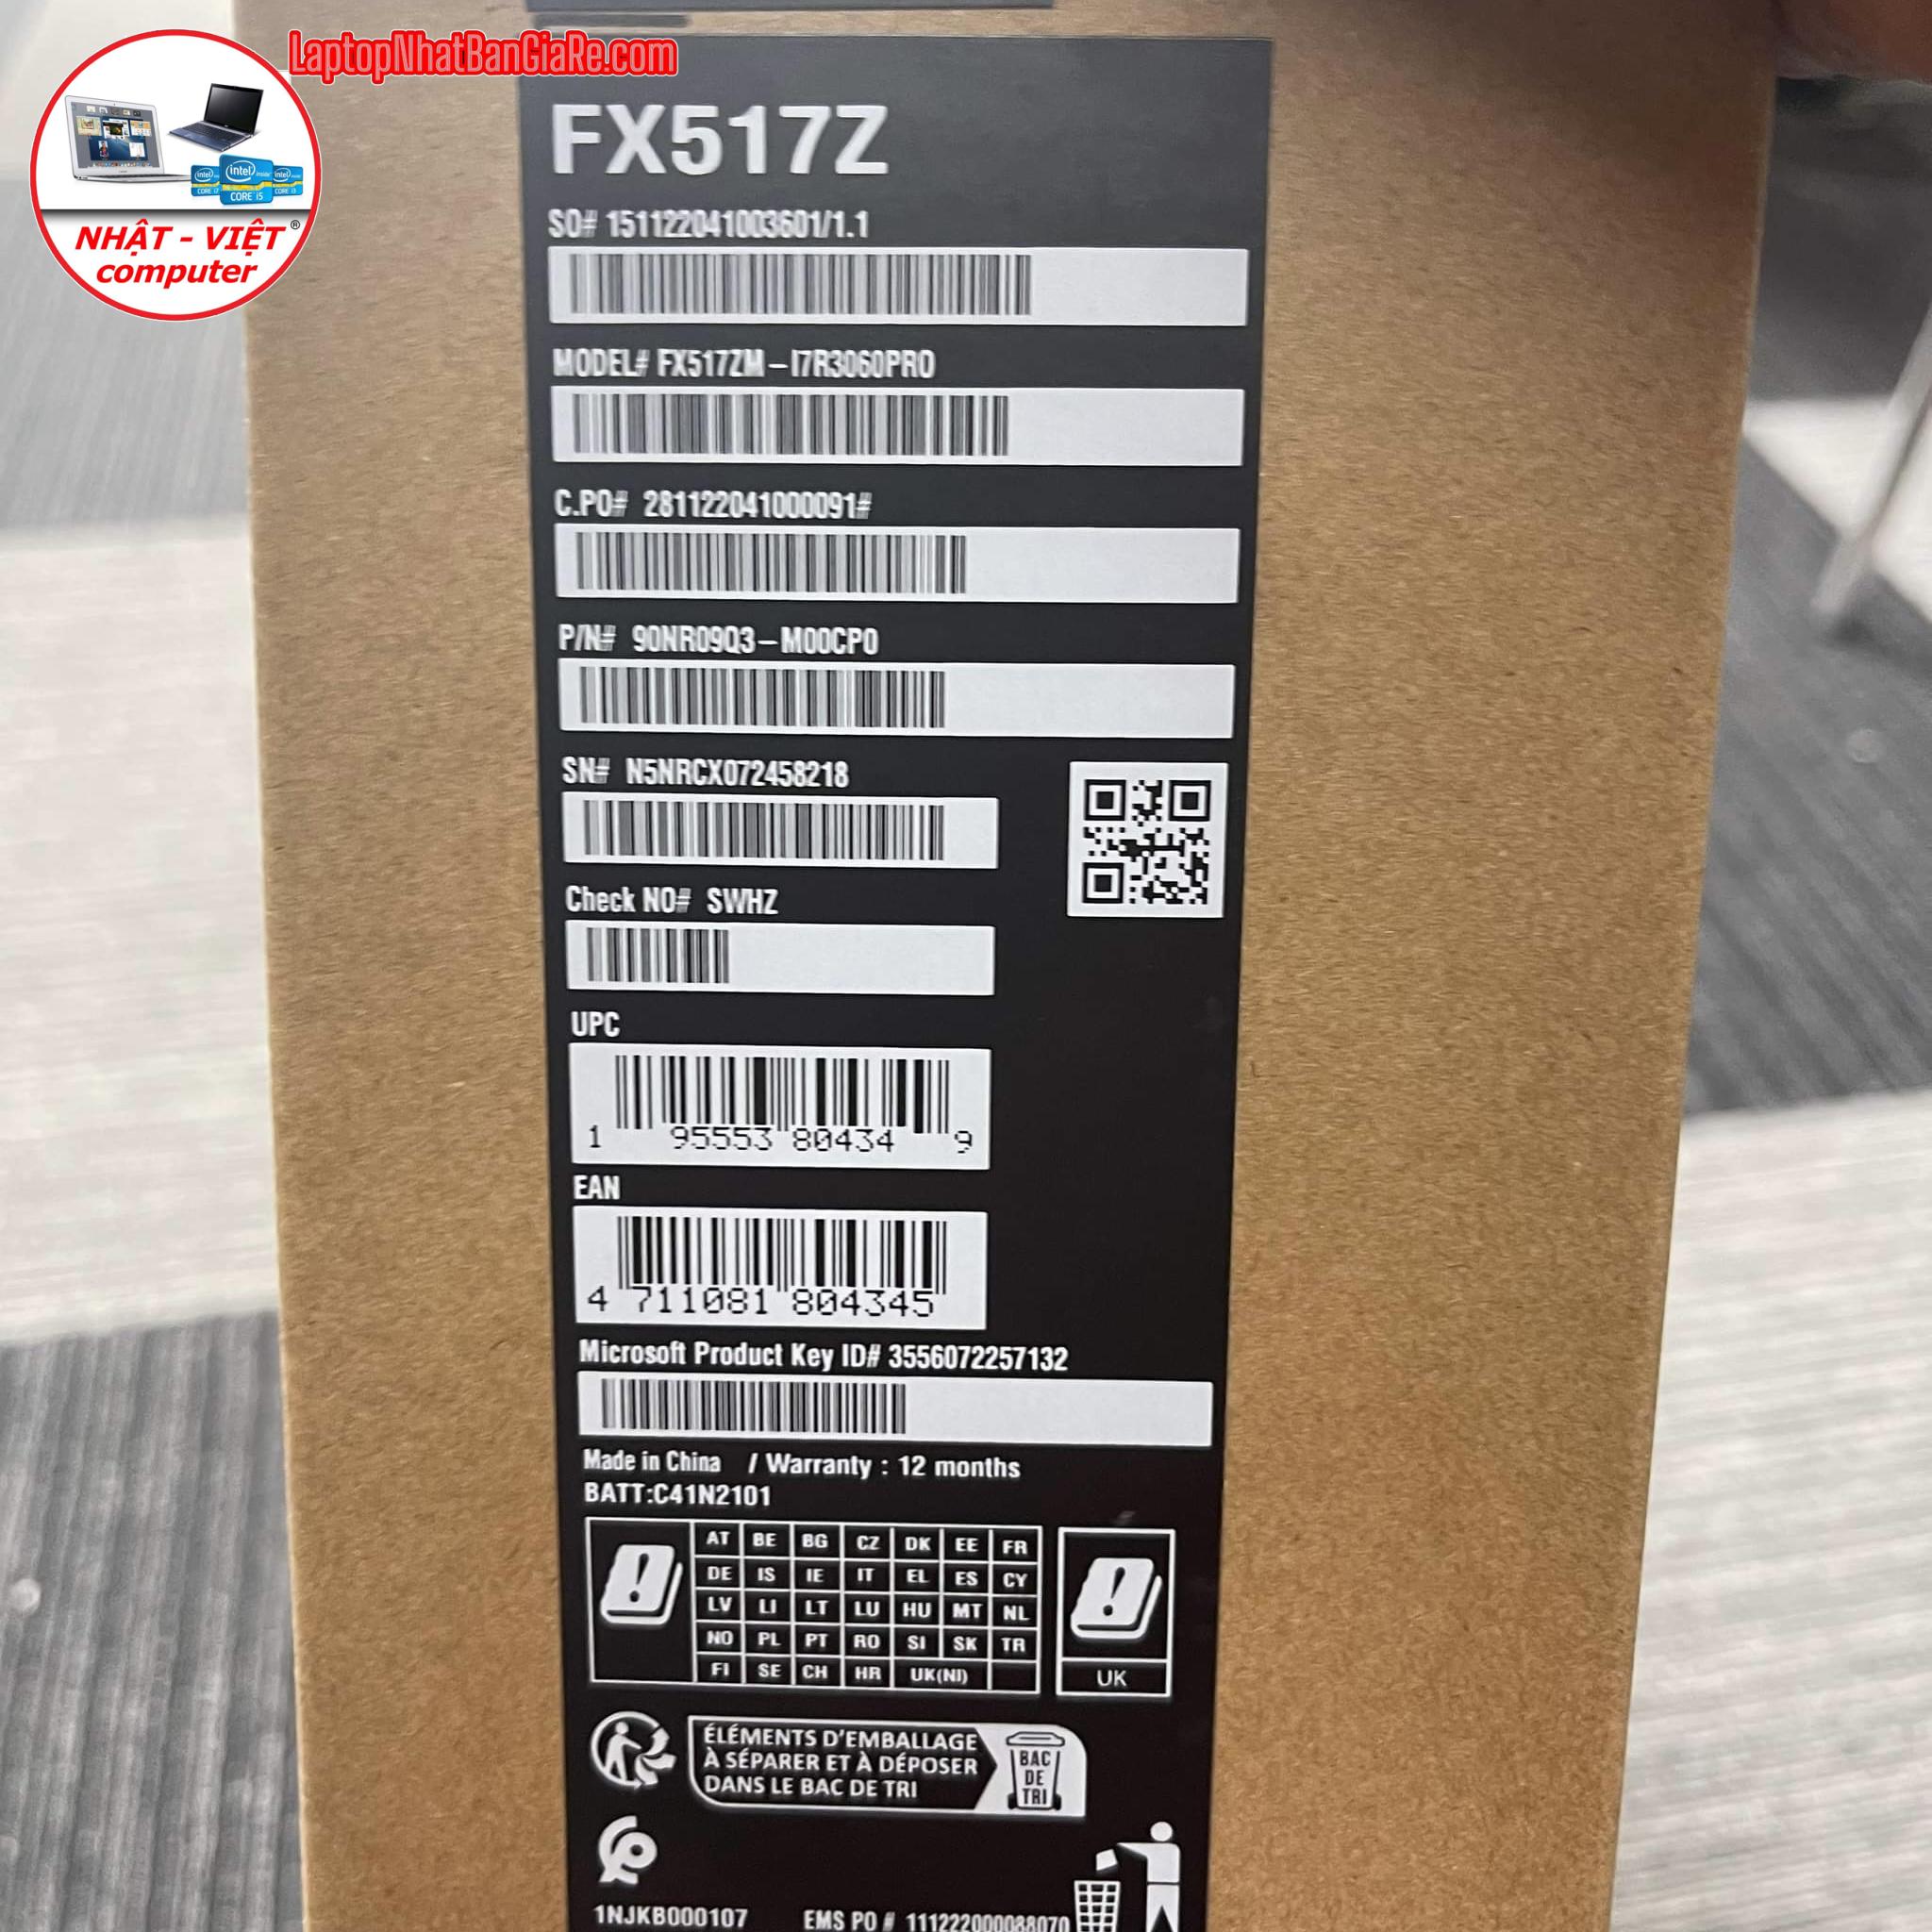 LaptopNhatBanGiaRe.com
NHẬT - VIỆT®
computer
intel
CORE i5
FX517Z
SO# 151122041003601/1.1
MODEL# FX517ZM-I7R3060PRO
C.PO# 281122041000091#
P/N# 90NR09Q3-M00CP0
SN# N5NRCX072458218
Check NO# SWHZ
UPC
1 95553 80434 9
EAN
4 711081 804345
Microsoft Product Key ID# 3556072257132
Made in China / Warranty : 12 months
BATT:C41N2101
AT BE BG CZ DK EE FR
DE IS IE IT EL ES CY
LV LI LT LU HU MT NL
NO PL PT RO SI SK TR
FI SE CH HR UK(NI)
UK
ÉLÉMENTS D'EMBALLAGE
À SÉPARER ET À DÉPOSER
DANS LE BAC DE TRI
BAC
DE
TRI
1NJKB000107 EMS PO # 111222000088070